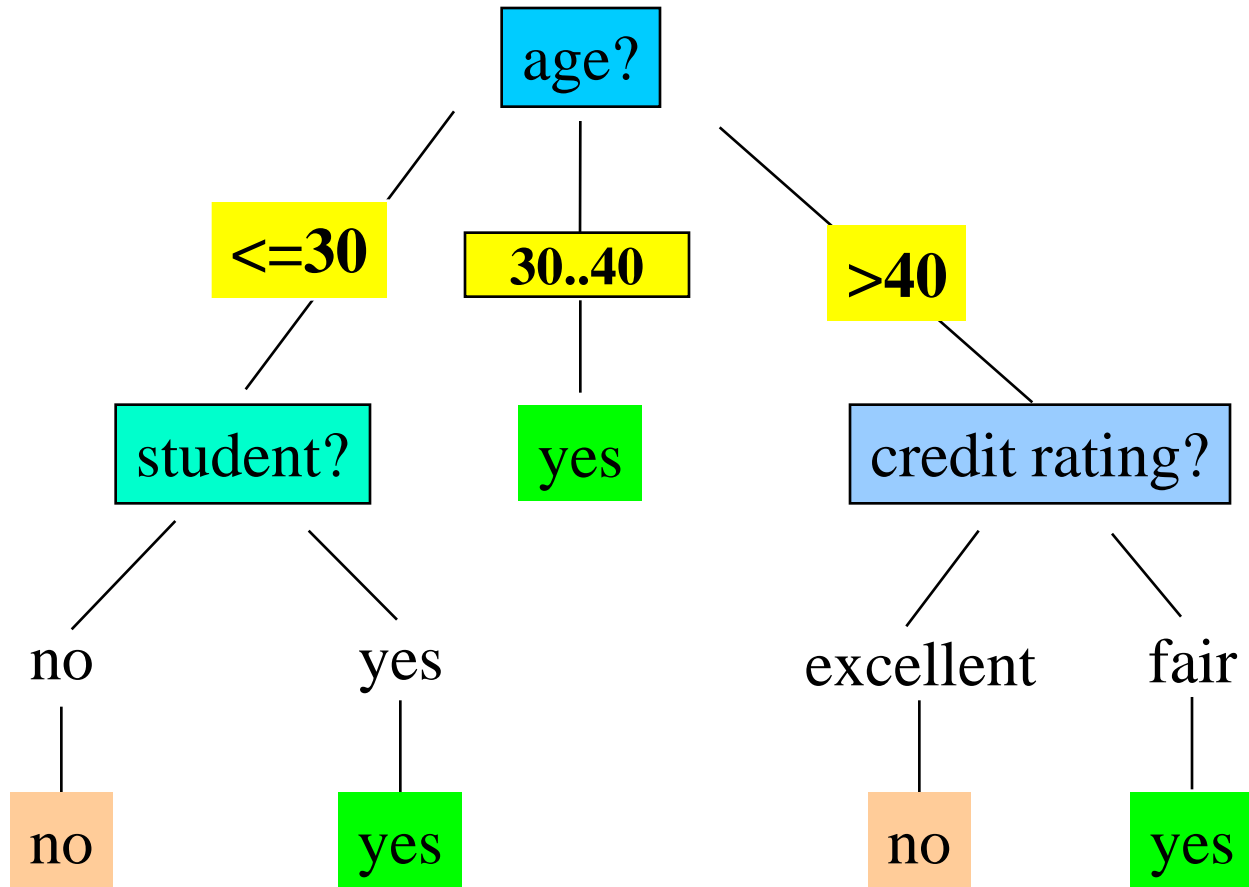 age?
<=30
30..40
>40
student?
yes
credit rating?
no
yes
excellent
fair
no
yes
no
yes